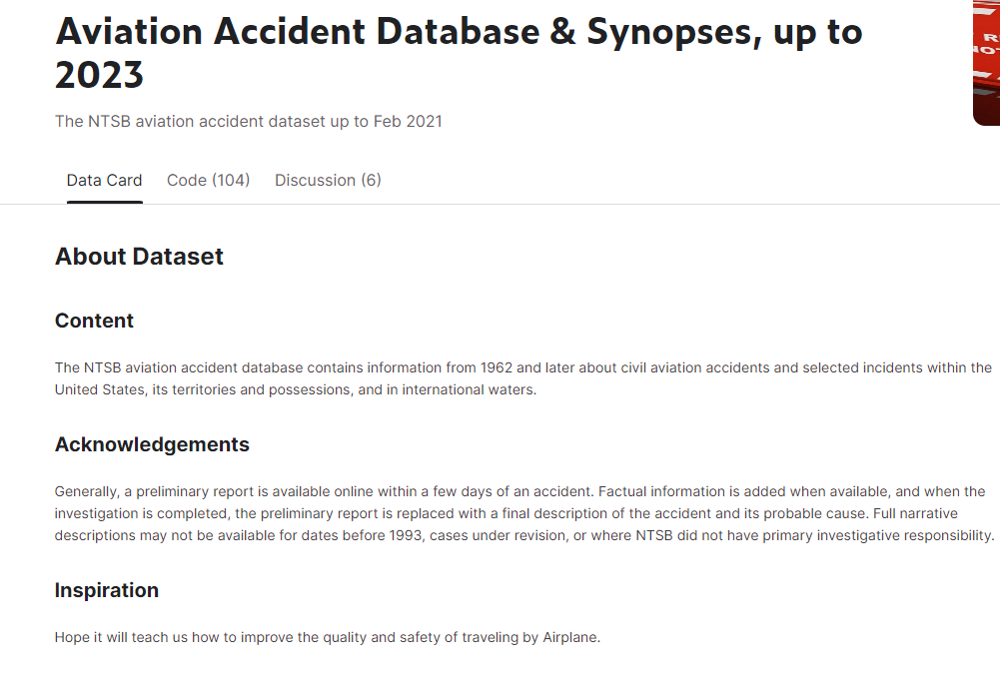 Aviation Accident Database & Synopses, up to
2023
The NTSB aviation accident dataset up to Feb 2021
Data Card Code (104) Discussion (6)
About Dataset
Content
The NTSB aviation accident database contains information from 1962 and later about civil aviation accidents and selected incidents within the
United States, its territories and possessions, and in international waters.
Acknowledgements
Generally, a preliminary report is available online within a few days of an accident. Factual information is added when available, and when the
investigation is completed, the preliminary report is replaced with a final description of the accident and its probable cause. Full narrative
descriptions may not be available for dates before 1993, cases under revision, or where NTSB did not have primary investigative responsibility.
Inspiration
Hope it will teach us how to improve the quality and safety of traveling by Airplane.